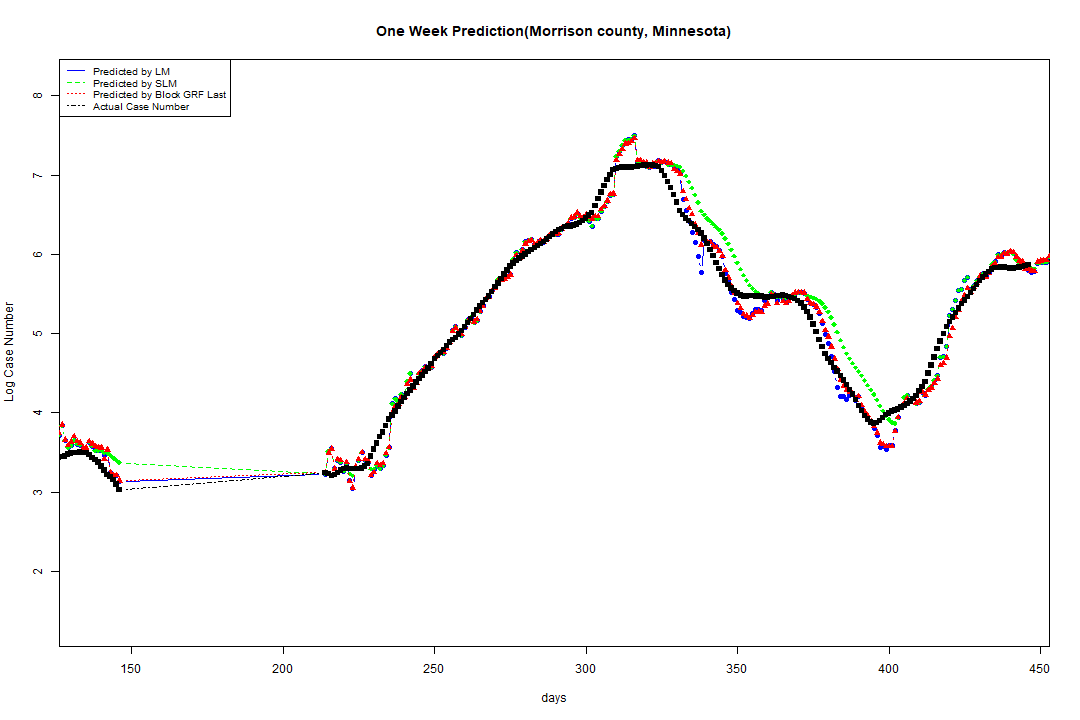 One Week Prediction(Morrison county, Minnesota)
Predicted by LM
Predicted by SLM
Predicted by Block GRF Last
Actual Case Number
8
7
6
5
4
3
2
Log Case Number
150 200 250 300 350 400 450
days